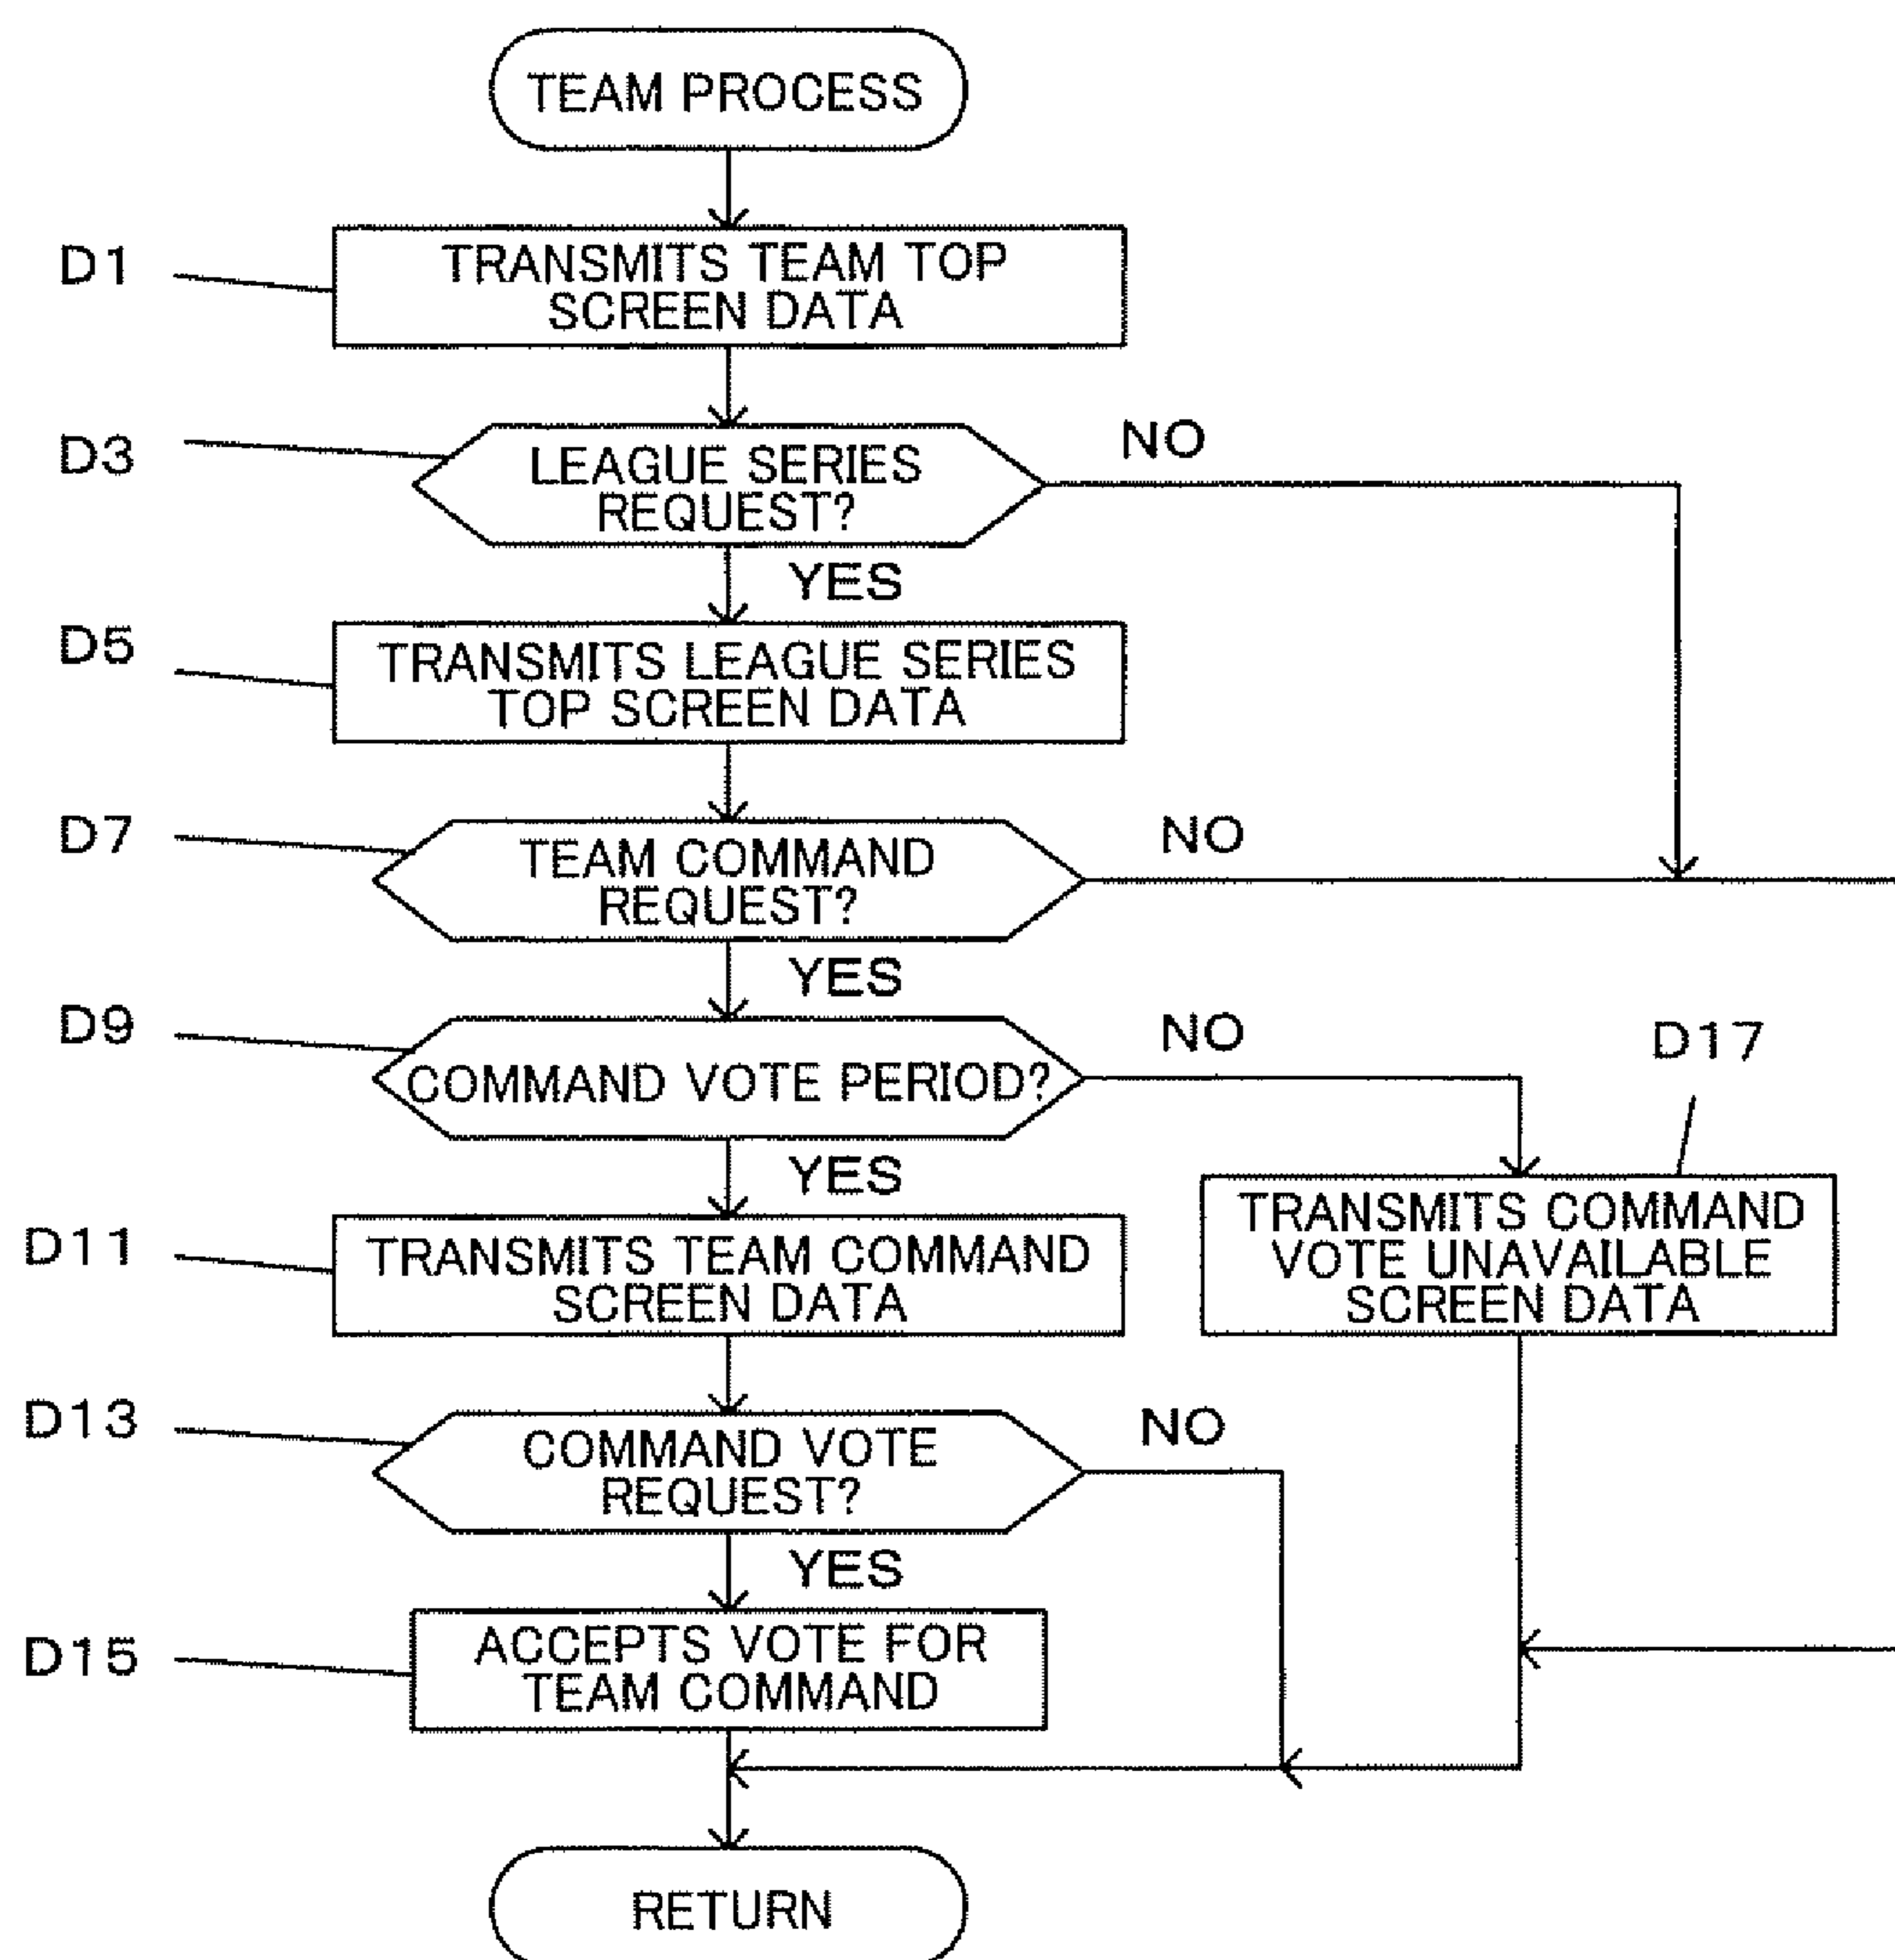 TEAM PROCESS
D1
TRANSMITS TEAM TOP
SCREEN DATA
D3
LEAGUE SERIES
REQUEST?
NO
YES
D5
TRANSMITS LEAGUE SERIES
TOP SCREEN DATA
D7
TEAM COMMAND
REQUEST?
NO
YES
D9
COMMAND VOTE PERIOD?
NO
D17
YES
TRANSMITS COMMAND
VOTE UNAVAILABLE
SCREEN DATA
D11
TRANSMITS TEAM COMMAND
SCREEN DATA
D13
COMMAND VOTE
REQUEST?
NO
YES
D15
ACCEPTS VOTE FOR
TEAM COMMAND
RETURN